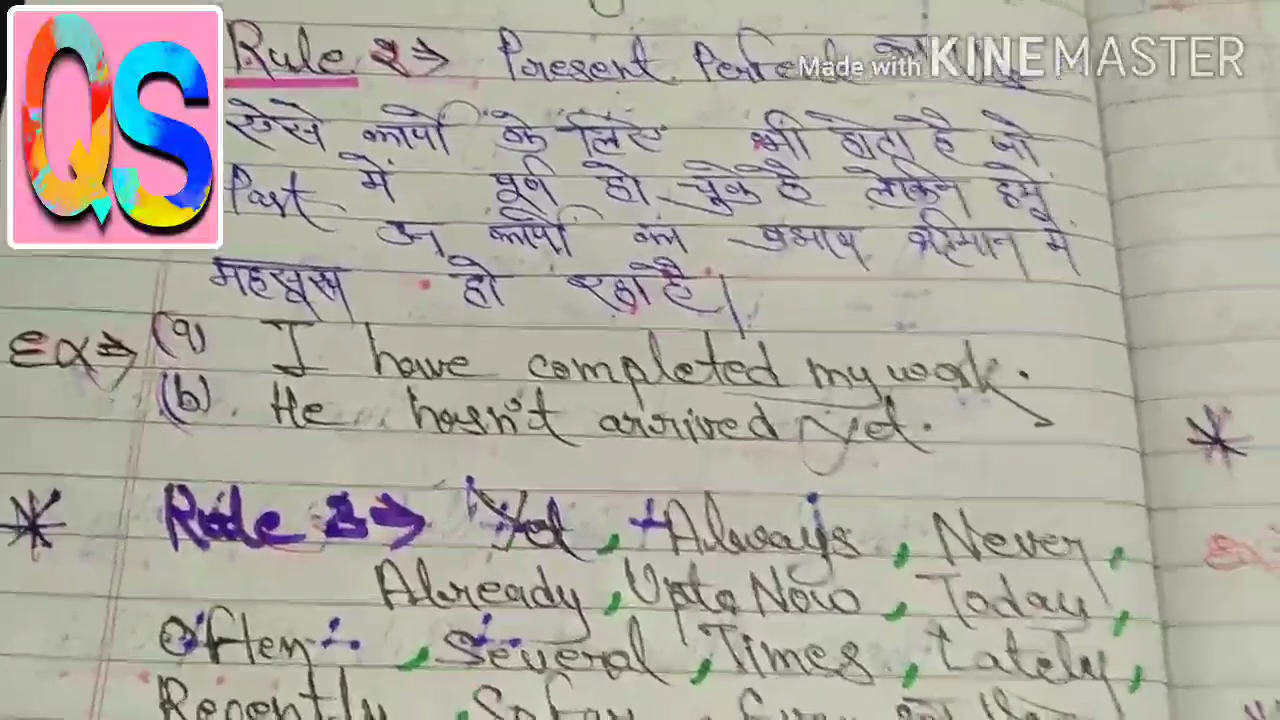 QS
Rule 2⇒ Present Perfect का
Made with KINEMASTER
ऐसे कार्यों के लिए भी होता है जो
Past में पूर्ण हो चुके है लेकिन हमे
उन कार्यों का प्रभाव वर्तमान में
महसूस हो रहा है।
Ex⇒ (a) I have completed my work.
(b) He hasn't arrived yet.
* Rule 3⇒ Yet, Always, Never,
Already, Upto Now, Today,
Often, Several, Times, Lately,
Recently, So far,